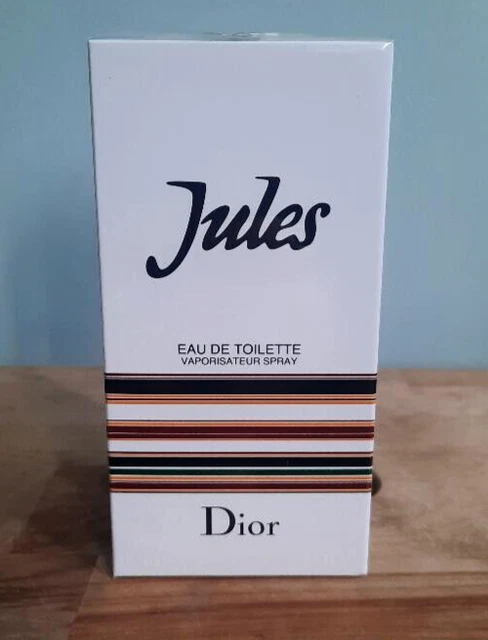 Jules
EAU DE TOILETTE
VAPORISATEUR SPRAY
Dior